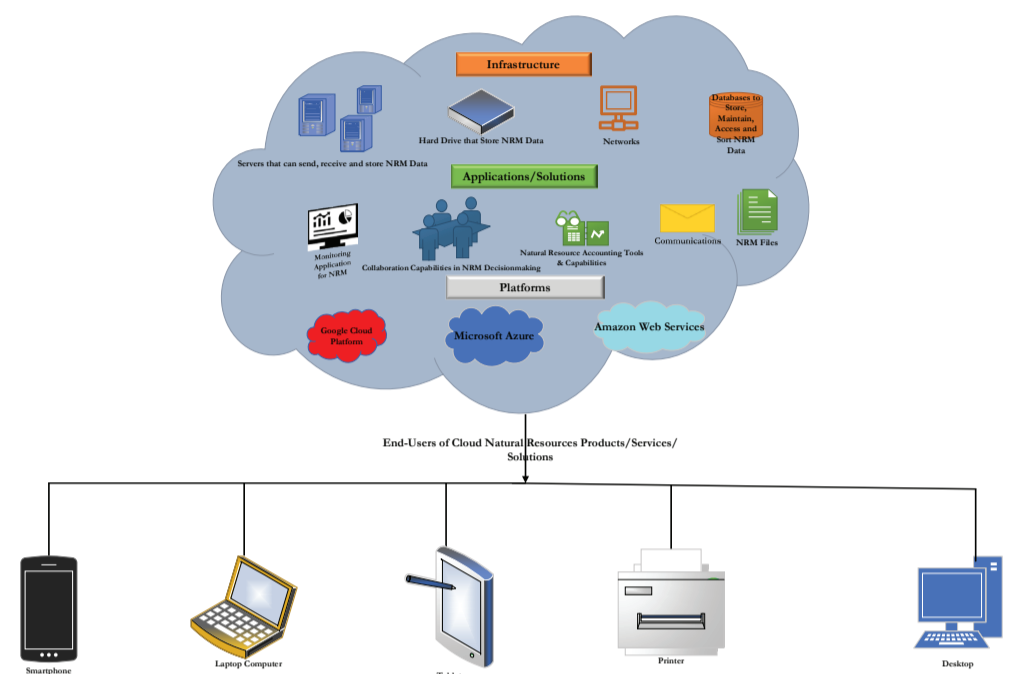 Infrastructure
Databases to
Store,
Maintain,
Access and
Sort NRM
Data
Hard Drive that Store NRM Data
Networks
Servers that can send, receive and store NRM Data
Applications/Solutions
Monitoring
Application
for NRM
Collaboration Capabilities in NRM Decisionmaking
Natural Resource Accounting Tools
& Capabilities
Communications
NRM Files
Platforms
Google Cloud
Platform
Microsoft Azure
Amazon Web Services
End-Users of Cloud Natural Resources Products/Services/
Solutions
Smartphone
Laptop Computer
Printer
Desktop